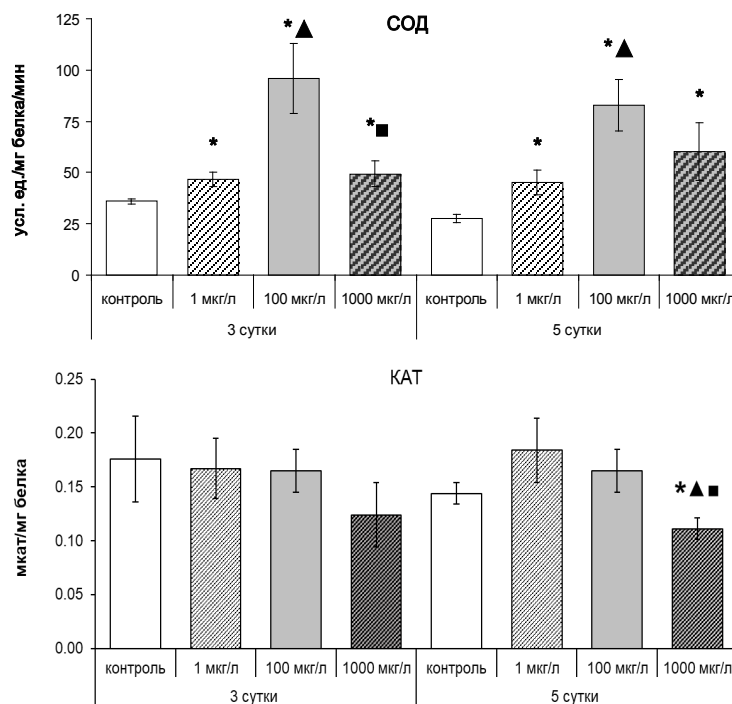 СОД
усл. ед./мг белка/мин
125
100
75
50
25
0
*▲
*
*■
*▲
*
*
контроль 1 мкг/л 100 мкг/л 1000 мкг/л контроль 1 мкг/л 100 мкг/л 1000 мкг/л
3 сутки 5 сутки
КАТ
мкат/мг белка
0.25
0.20
0.15
0.10
0.05
0.00
*▲■
контроль 1 мкг/л 100 мкг/л 1000 мкг/л контроль 1 мкг/л 100 мкг/л 1000 мкг/л
3 сутки 5 сутки